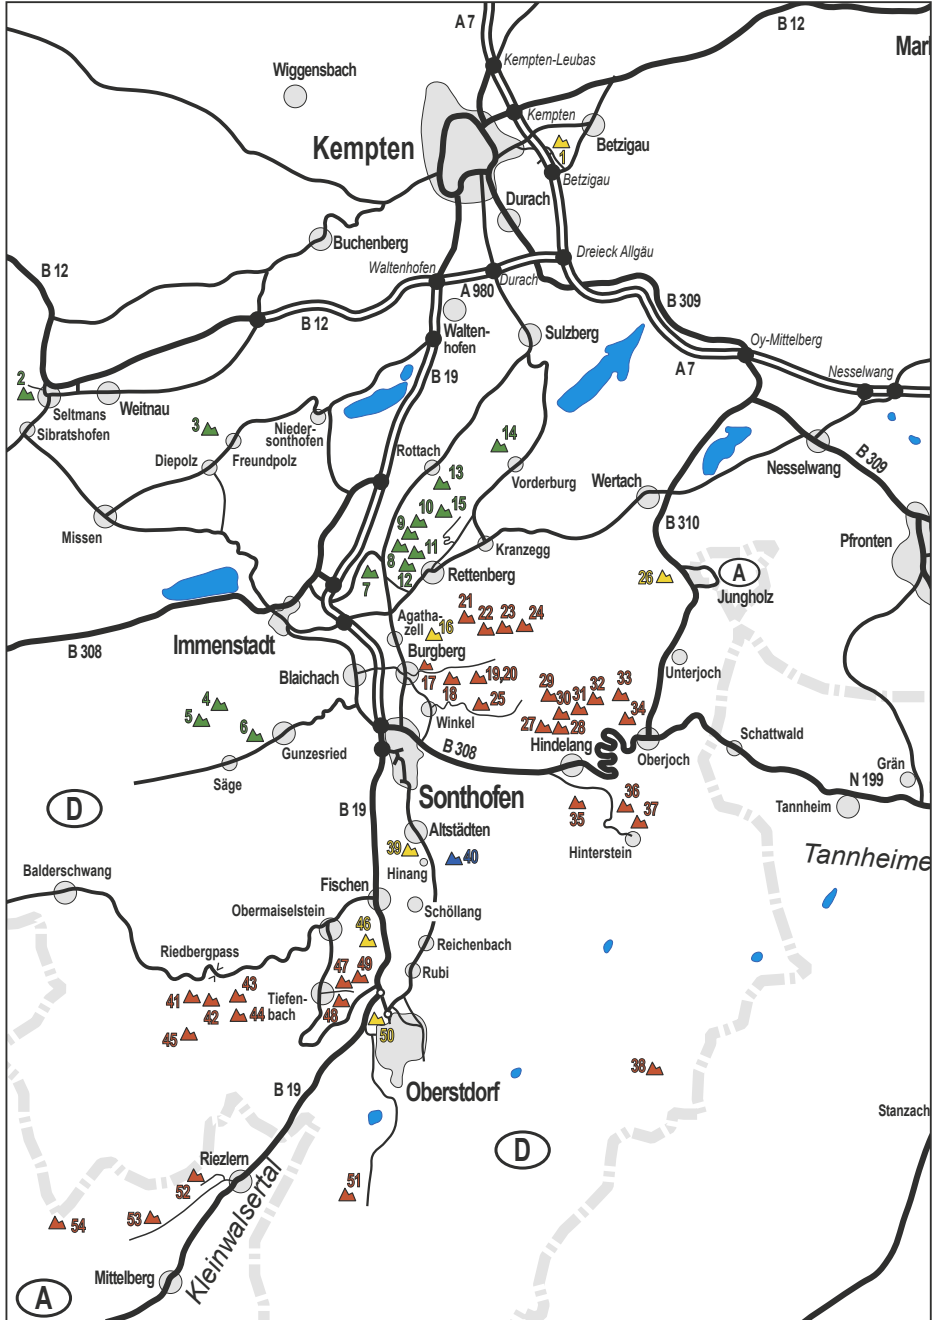 A 7
B 12
Kempten-Leubas
Wiggensbach
Kempten
Kempten
1
Betzigau
Betzigau
Durach
Buchenberg
Dreieck Allgäu
Waltenhofen
Durach
B 12
A 980
B 309
B 12
Walten-
hofen
Sulzberg
Oy-Mittelberg
A 7
Nesselwang
B 19
2
Seltmans
Weitnau
Sibratshofen
3
Nieder-
sonthofen
Diepolz
Freundpolz
14
Rottach
13
Vorderburg
Wertach
Nesselwang
B 309
Missen
10
15
9
8
11
12
7
Kranzegg
Rettenberg
B 310
Pfronten
26
A
Jungholz
21
22
23
24
Agatha-
zell
16
Immenstadt
B 308
Burgberg
Blaichach
17
18
19,20
25
Unterjoch
4
5
6
29
30
31
32
33
34
27
28
Winkel
Gunzesried
Säge
B 308
Hindelang
Oberjoch
Schattwald
Grän
N 199
Tannheim
D
B 19
Sonthofen
35
36
37
Hinterstein
Altstädten
39
40
Hinang
Tannheime
Balderschwang
Fischen
Obermaiselstein
Schöllang
46
Riedbergpass
Reichenbach
Rubi
41
42
43
44
45
47
49
48
Tiefen-
bach
50
38
B 19
Oberstdorf
Stanzach
D
Riezlern
52
51
53
54
Kleinwalsertal
Mittelberg
A